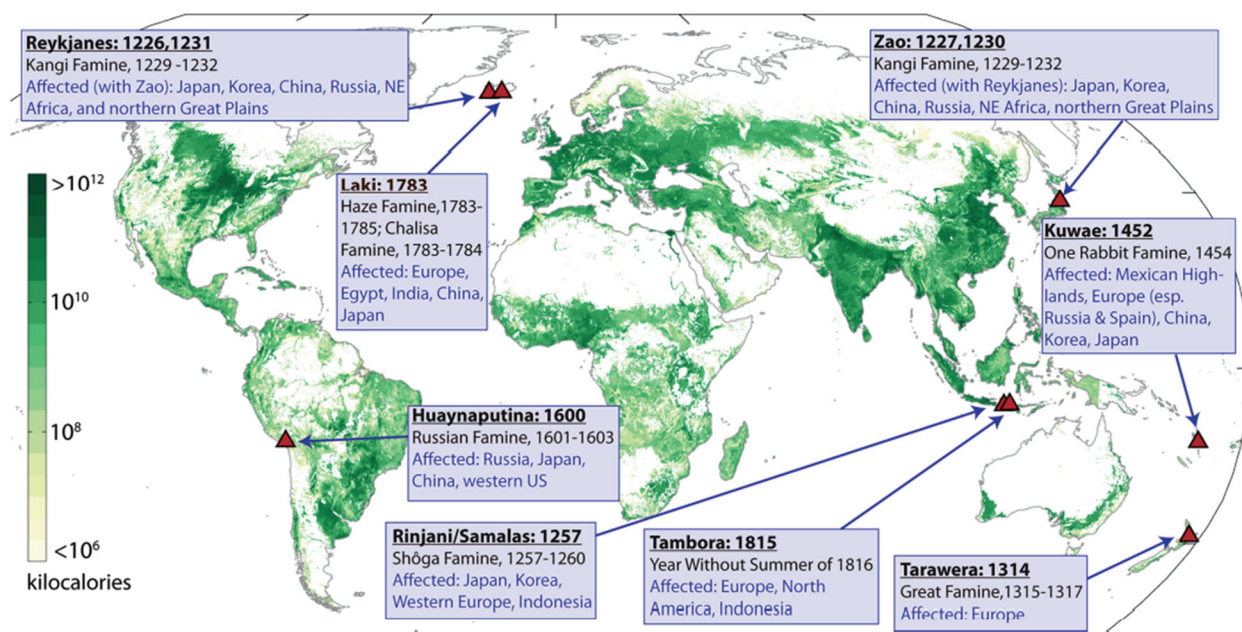 Reykjanes: 1226,1231
Kangi Famine, 1229 -1232
Affected (with Zao): Japan, Korea, China, Russia, NE
Africa, and northern Great Plains
Zao: 1227,1230
Kangi Famine, 1229-1232
Affected (with Reykjanes): Japan, Korea,
China, Russia, NE Africa, northern Great Plains
>10¹²
10¹⁰
10⁸
<10⁶
kilocalories
Laki: 1783
Haze Famine,1783-
1785; Chalisa
Famine, 1783-1784
Affected: Europe,
Egypt, India, China,
Japan
Kuwae: 1452
One Rabbit Famine, 1454
Affected: Mexican High-
lands, Europe (esp.
Russia & Spain), China,
Korea, Japan
Huaynaputina: 1600
Russian Famine, 1601-1603
Affected: Russia, Japan,
China, western US
Rinjani/Samalas: 1257
Shôga Famine, 1257-1260
Affected: Japan, Korea,
Western Europe, Indonesia
Tambora: 1815
Year Without Summer of 1816
Affected: Europe, North
America, Indonesia
Tarawera: 1314
Great Famine,1315-1317
Affected: Europe